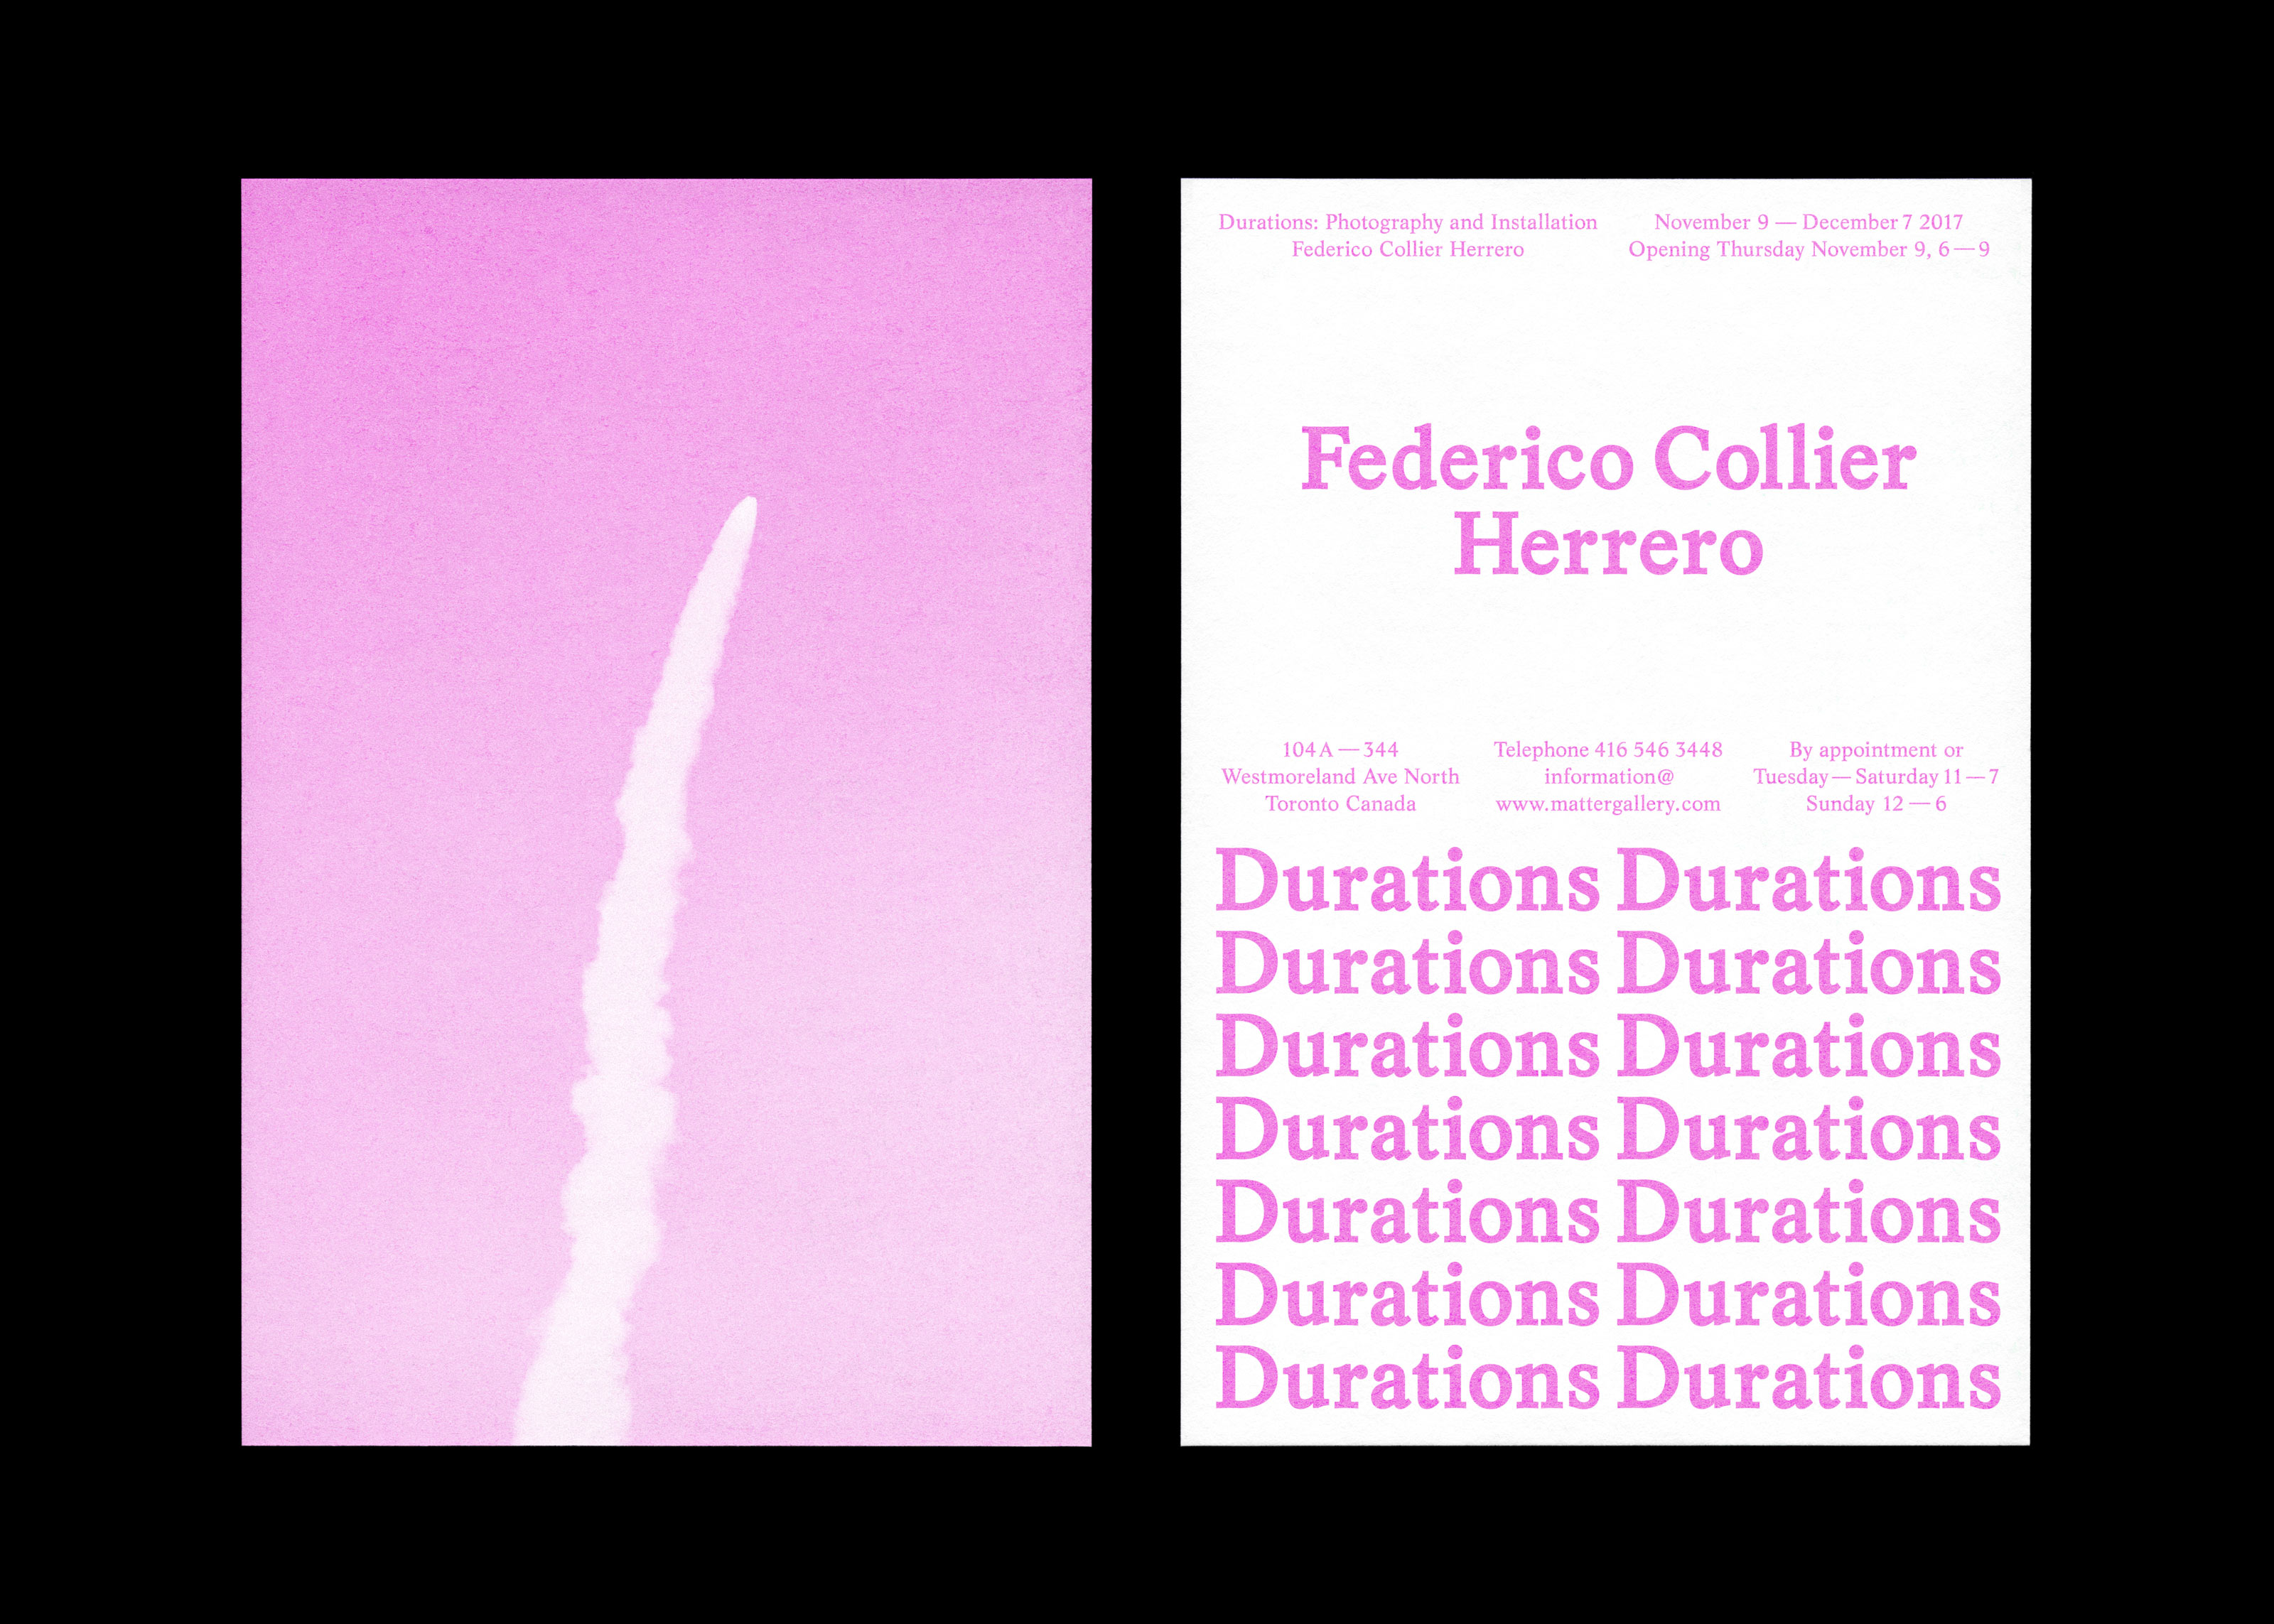 Durations: Photography and Installation
Federico Collier Herrero
November 9 — December 7 2017
Opening Thursday November 9, 6 — 9
Federico Collier
Herrero
104 A — 344
Westmoreland Ave North
Toronto Canada
Telephone 416 546 3448
information@
www.mattergallery.com
By appointment or
Tuesday — Saturday 11 — 7
Sunday 12 — 6
Durations Durations
Durations Durations
Durations Durations
Durations Durations
Durations Durations
Durations Durations
Durations Durations